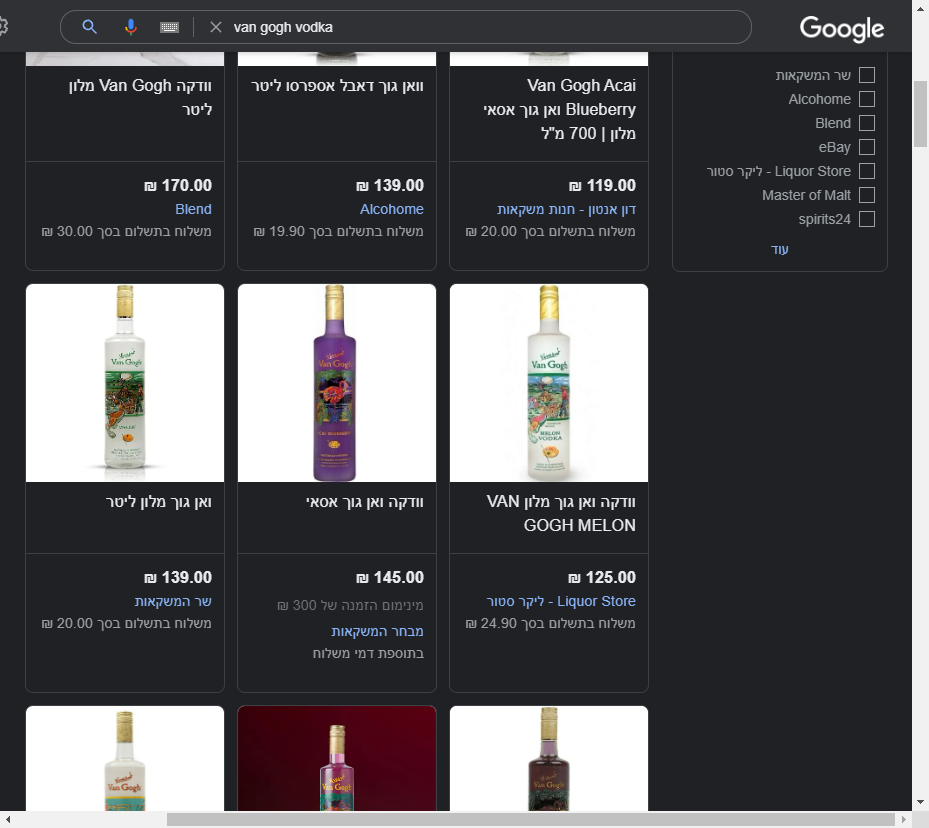 van gogh vodka
Google
שר המשקאות
Alcohome
Blend
eBay
Liquor Store - ליקר סטור
Master of Malt
spirits24
עוד
Van Gogh Acai
Blueberry ואן גוך אסאי
מלון | 700 מ"ל
119.00 ₪
דון אנטון - חנות משקאות
משלוח בתשלום בסך 20.00 ₪
וואן גוך דאבל אספרסו ליטר
139.00 ₪
Alcohome
משלוח בתשלום בסך 19.90 ₪
וודקה Van Gogh מלון
ליטר
170.00 ₪
Blend
משלוח בתשלום בסך 30.00 ₪
Van Gogh
MELON
VODKA
וודקה ואן גוך מלון VAN
GOGH MELON
125.00 ₪
Liquor Store - ליקר סטור
משלוח בתשלום בסך 24.90 ₪
Van Gogh
ACAI BLUEBERRY
וודקה ואן גוך אסאי
145.00 ₪
מינימום הזמנה של 300 ₪
מבחר המשקאות
בתוספת דמי משלוח
Van Gogh
ואן גוך מלון ליטר
139.00 ₪
שר המשקאות
משלוח בתשלום בסך 20.00 ₪
Van Gogh
Van Gogh
Van Gogh